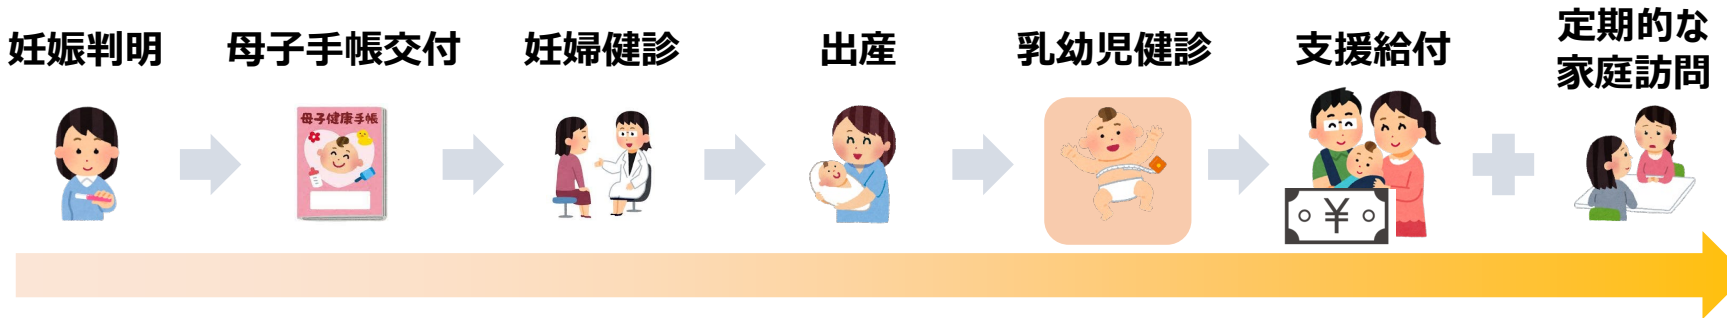 妊娠判明
母子手帳交付
妊婦健診
出産
乳幼児健診
支援給付
定期的な
家庭訪問
母子健康手帳
¥